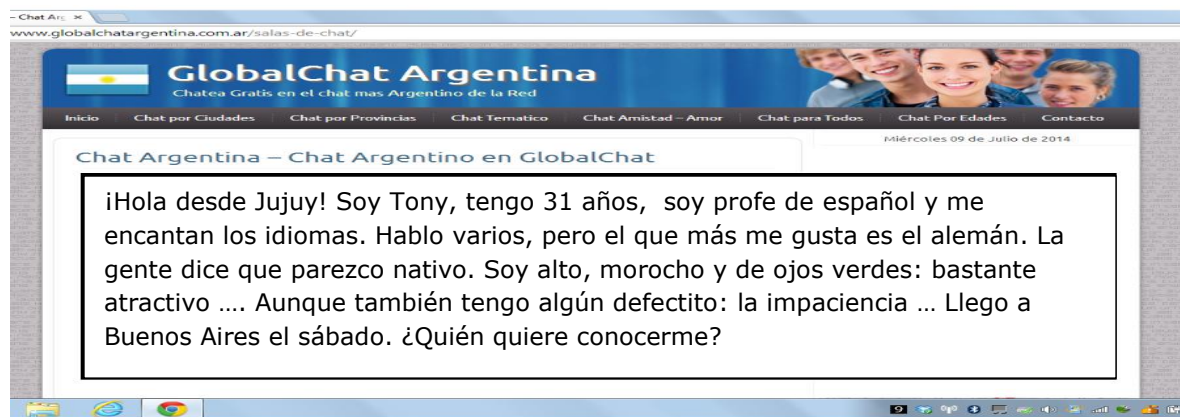 – Chat Arg ×
www.globalchatargentina.com.ar/salas-de-chat/
GlobalChat Argentina
Chatea Gratis en el chat mas Argentino de la Red
Inicio Chat por Ciudades Chat por Provincias Chat Tematico Chat Amistad – Amor Chat para Todos Chat Por Edades Contacto
Miércoles 09 de Julio de 2014
Chat Argentina – Chat Argentino en GlobalChat
¡Hola desde Jujuy! Soy Tony, tengo 31 años, soy profe de español y me
encantan los idiomas. Hablo varios, pero el que más me gusta es el alemán. La
gente dice que parezco nativo. Soy alto, morocho y de ojos verdes: bastante
atractivo .... Aunque también tengo algún defectito: la impaciencia ... Llego a
Buenos Aires el sábado. ¿Quién quiere conocerme?